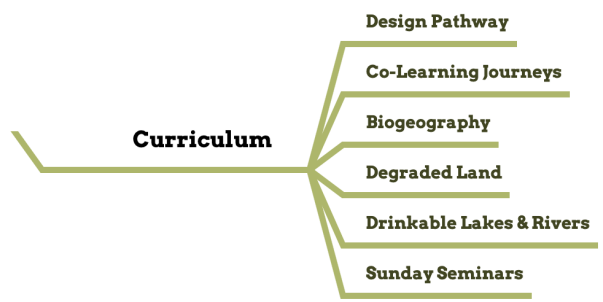 Design Pathway
Co-Learning Journeys
Biogeography
Curriculum
Degraded Land
Drinkable Lakes & Rivers
Sunday Seminars